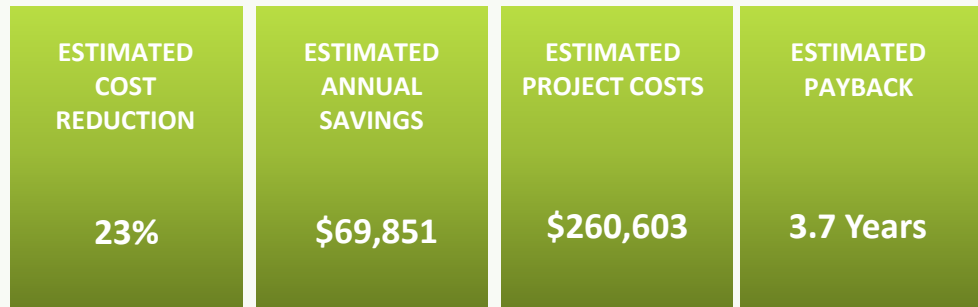 ESTIMATED
COST
REDUCTION
23%
ESTIMATED
ANNUAL
SAVINGS
$69,851
ESTIMATED
PROJECT COSTS
$260,603
ESTIMATED
PAYBACK
3.7 Years